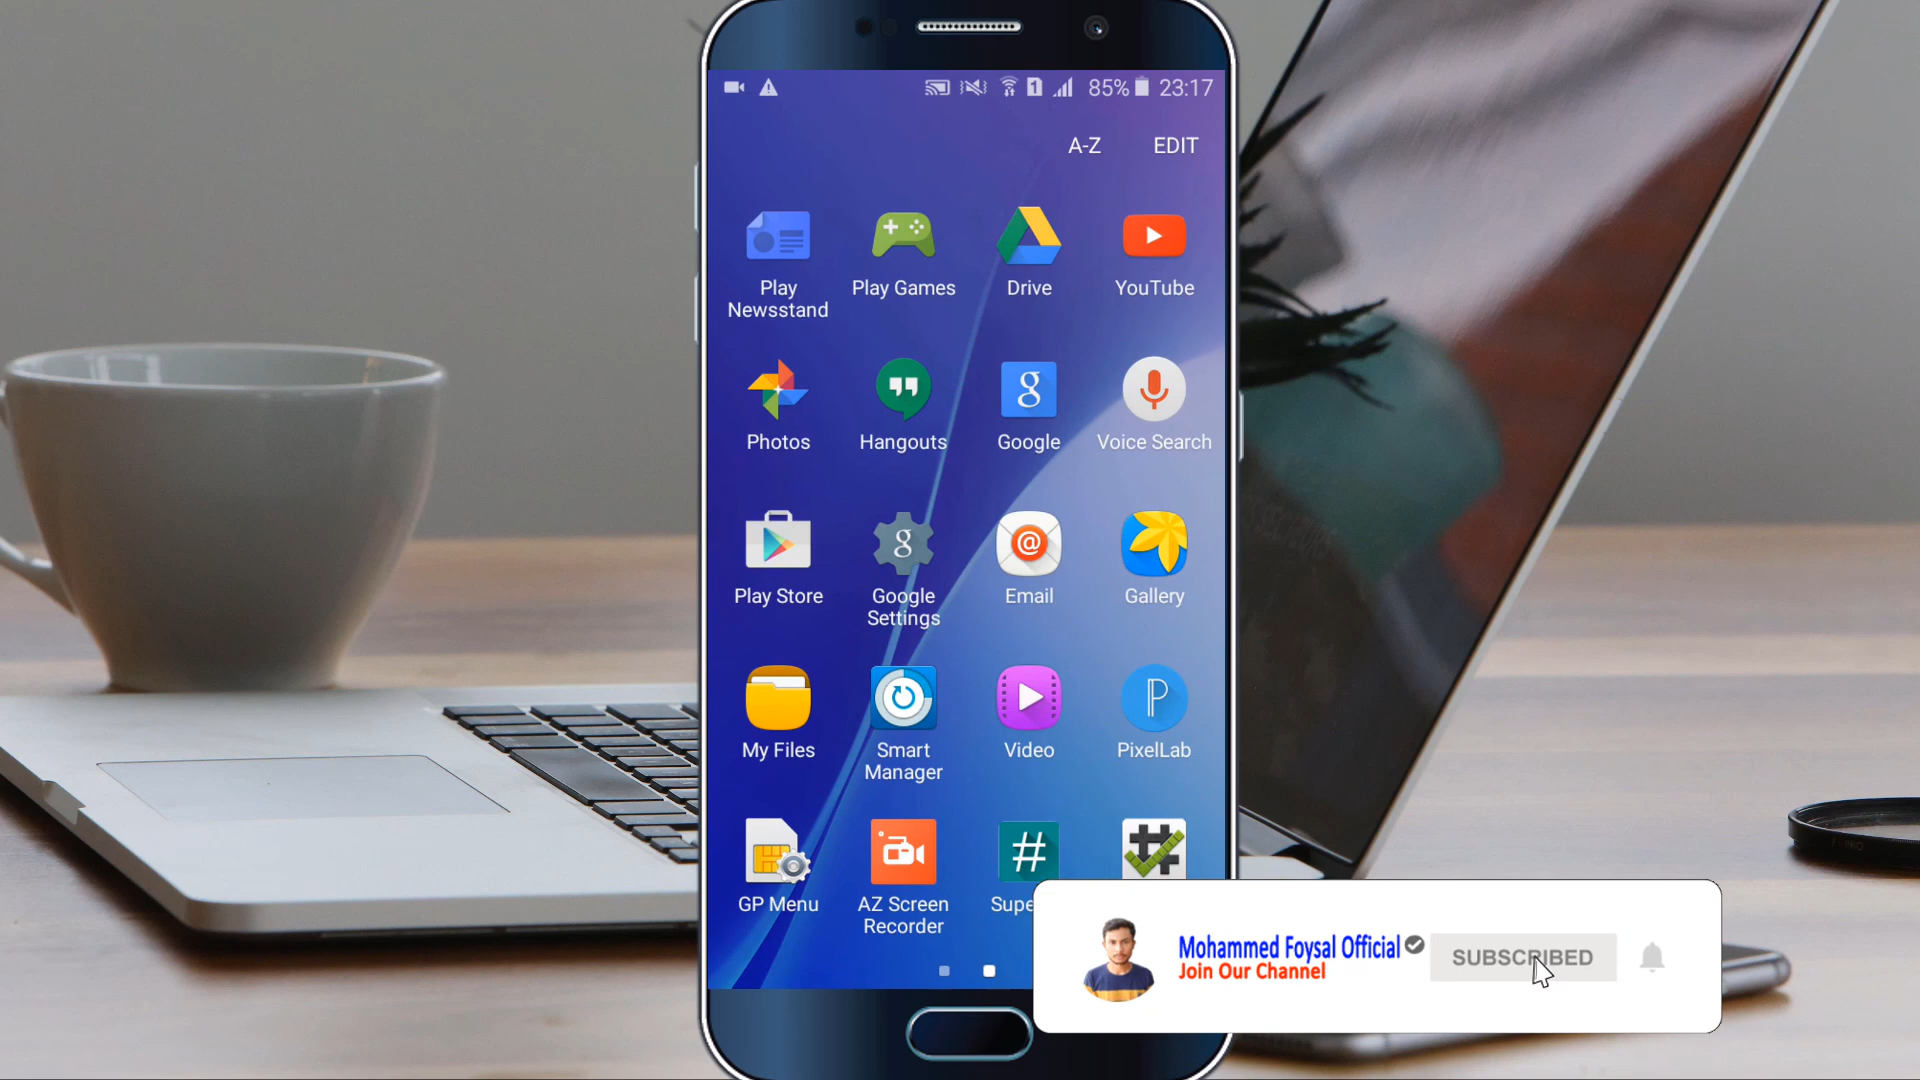 1 85% 23:17
A-Z EDIT
Play Newsstand
Play Games
Drive
YouTube
Photos
Hangouts
Google
Voice Search
Play Store
Google Settings
Email
Gallery
My Files
Smart Manager
Video
PixelLab
GP Menu
AZ Screen Recorder
Supe
Mohammed Foysal Official
Join Our Channel
SUBSCRIBED